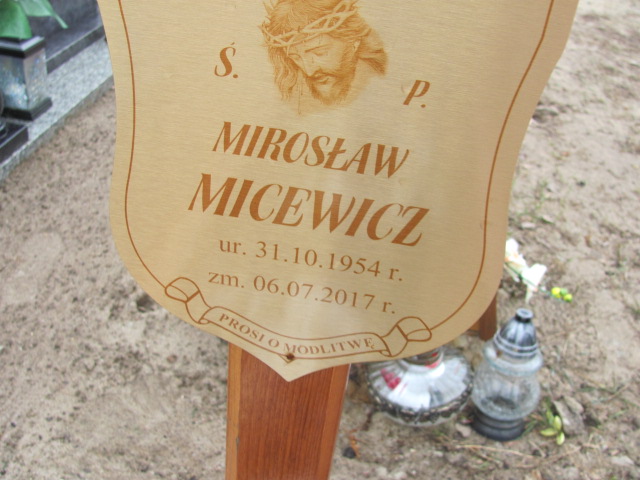 Ś. P.
MIROSŁAW
MICEWICZ
ur. 31.10.1954 r.
zm. 06.07.2017 r.
PROSI O MODLITWĘ